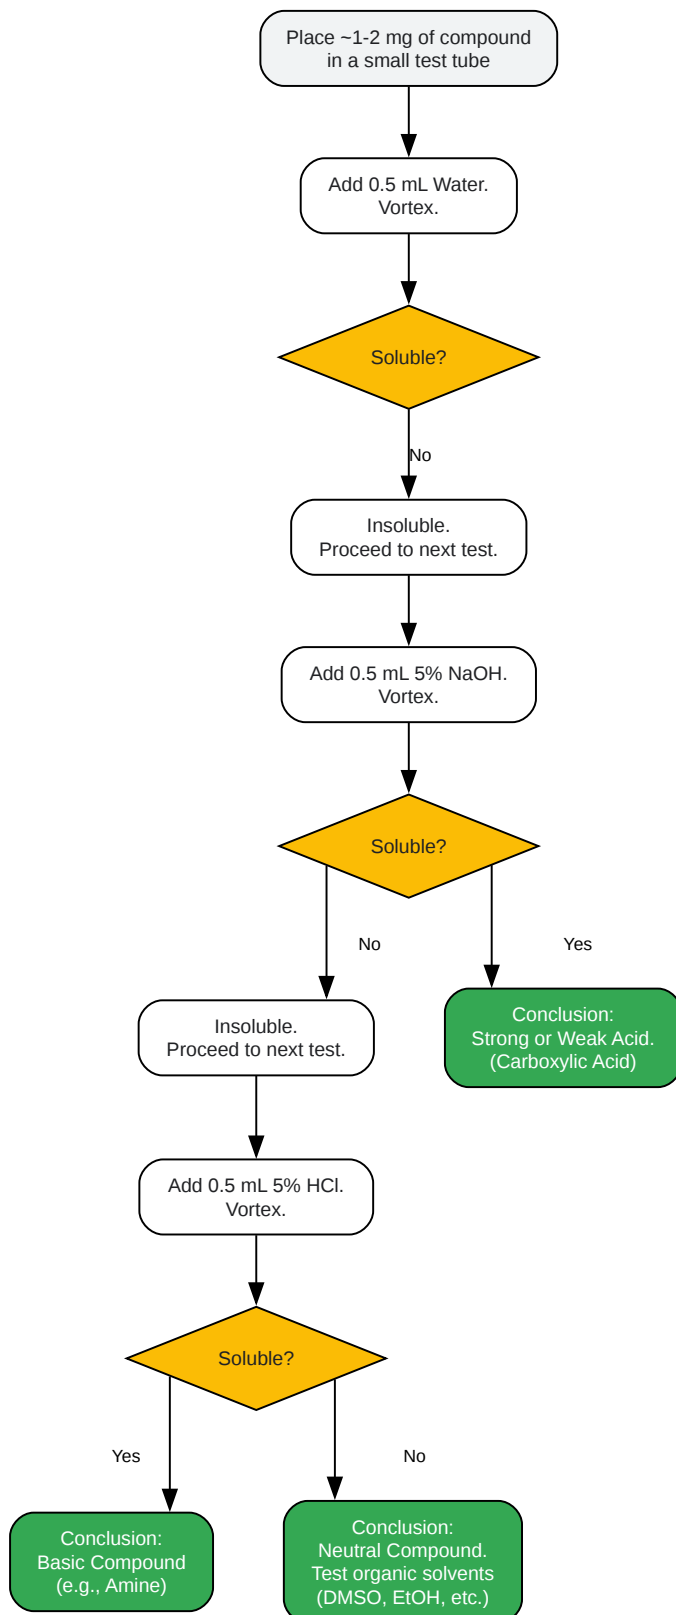 Place ~1-2 mg of compound
in a small test tube
Add 0.5 mL Water.
Vortex.
Soluble?
No
Insoluble.
Proceed to next test.
Add 0.5 mL 5% NaOH.
Vortex.
Soluble?
No
Yes
Insoluble.
Proceed to next test.
Conclusion:
Strong or Weak Acid.
(Carboxylic Acid)
Add 0.5 mL 5% HCl.
Vortex.
Soluble?
Yes
No
Conclusion:
Basic Compound
(e.g., Amine)
Conclusion:
Neutral Compound.
Test organic solvents
(DMSO, EtOH, etc.)